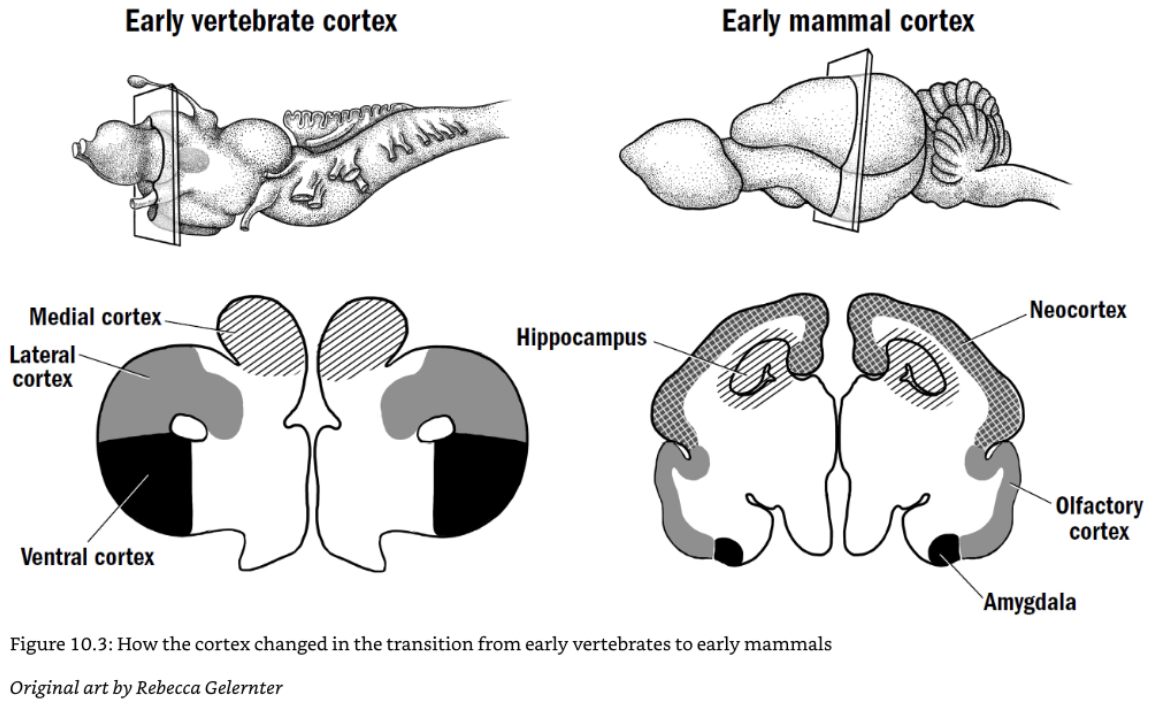 Early vertebrate cortex
Early mammal cortex
Medial cortex
Lateral
cortex
Ventral cortex
Hippocampus
Neocortex
Olfactory
cortex
Amygdala
Figure 10.3: How the cortex changed in the transition from early vertebrates to early mammals
Original art by Rebecca Gelernter